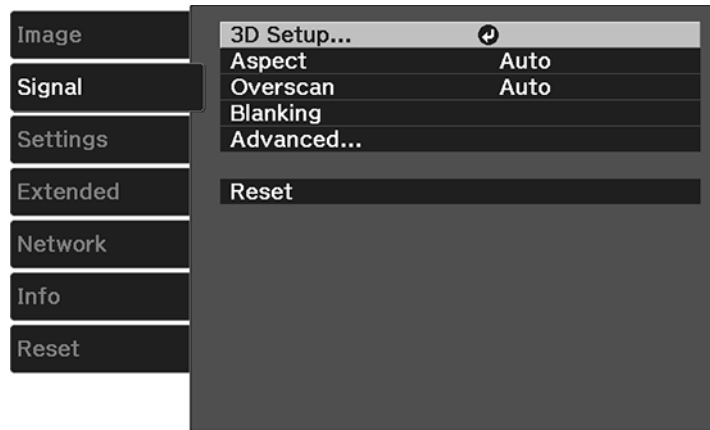 Image
Signal
Settings
Extended
Network
Info
Reset
3D Setup...
Aspect Auto
Overscan Auto
Blanking
Advanced...
Reset